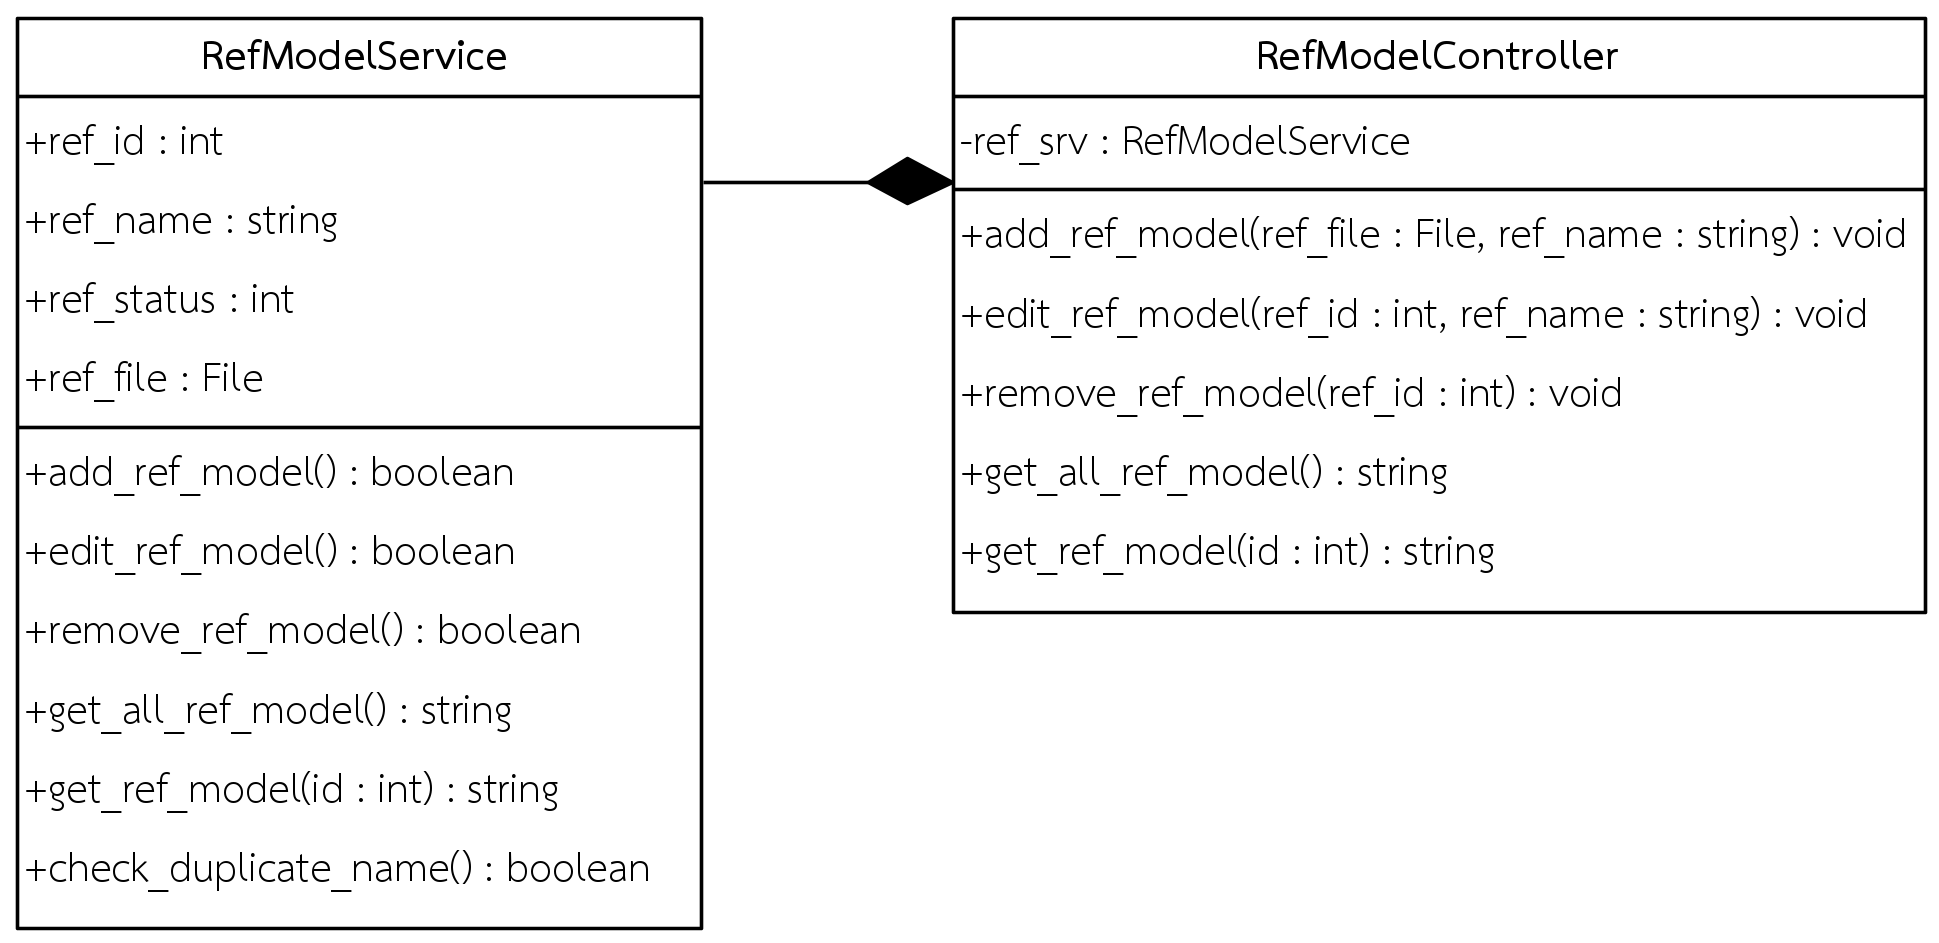 RefModelService
+ref_id : int
+ref_name : string
+ref_status : int
+ref_file : File
+add_ref_model() : boolean
+edit_ref_model() : boolean
+remove_ref_model() : boolean
+get_all_ref_model() : string
+get_ref_model(id : int) : string
+check_duplicate_name() : boolean
RefModelController
-ref_srv : RefModelService
+add_ref_model(ref_file : File, ref_name : string) : void
+edit_ref_model(ref_id : int, ref_name : string) : void
+remove_ref_model(ref_id : int) : void
+get_all_ref_model() : string
+get_ref_model(id : int) : string